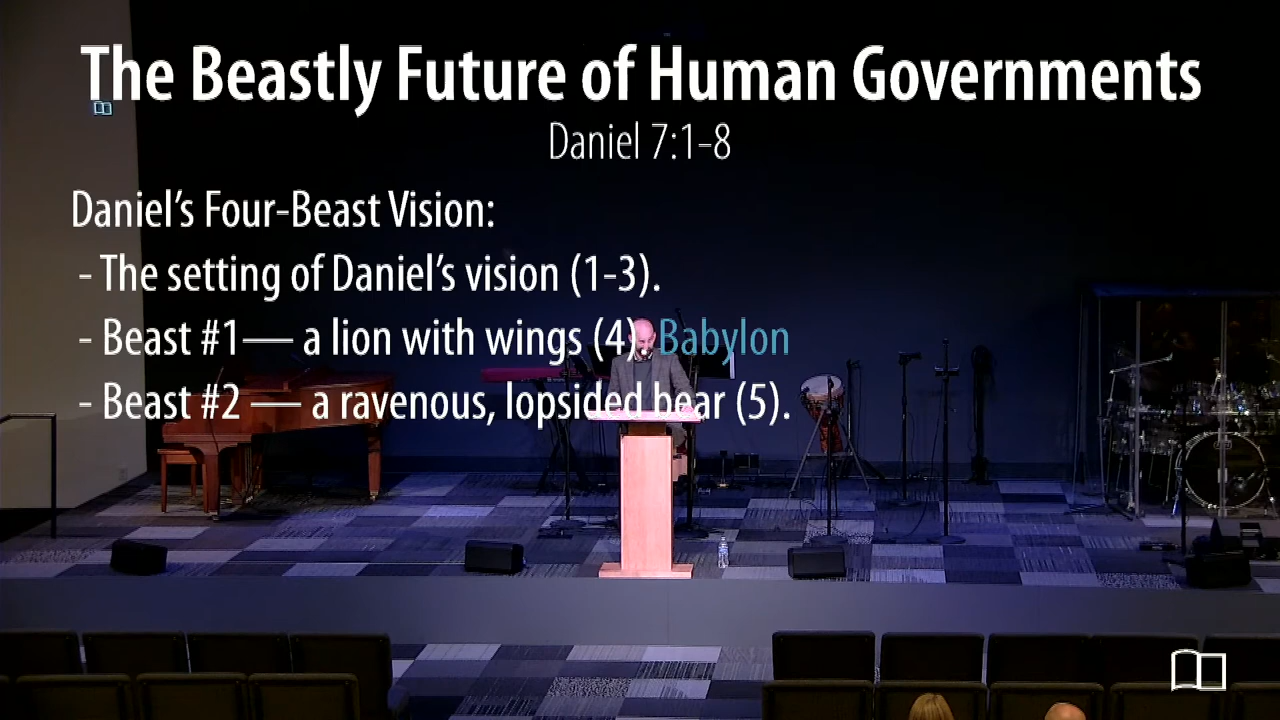 The Beastly Future of Human Governments
Daniel 7:1-8
Daniel's Four-Beast Vision:
- The setting of Daniel's vision (1-3).
- Beast #1— a lion with wings (4). Babylon
- Beast #2 — a ravenous, lopsided bear (5).